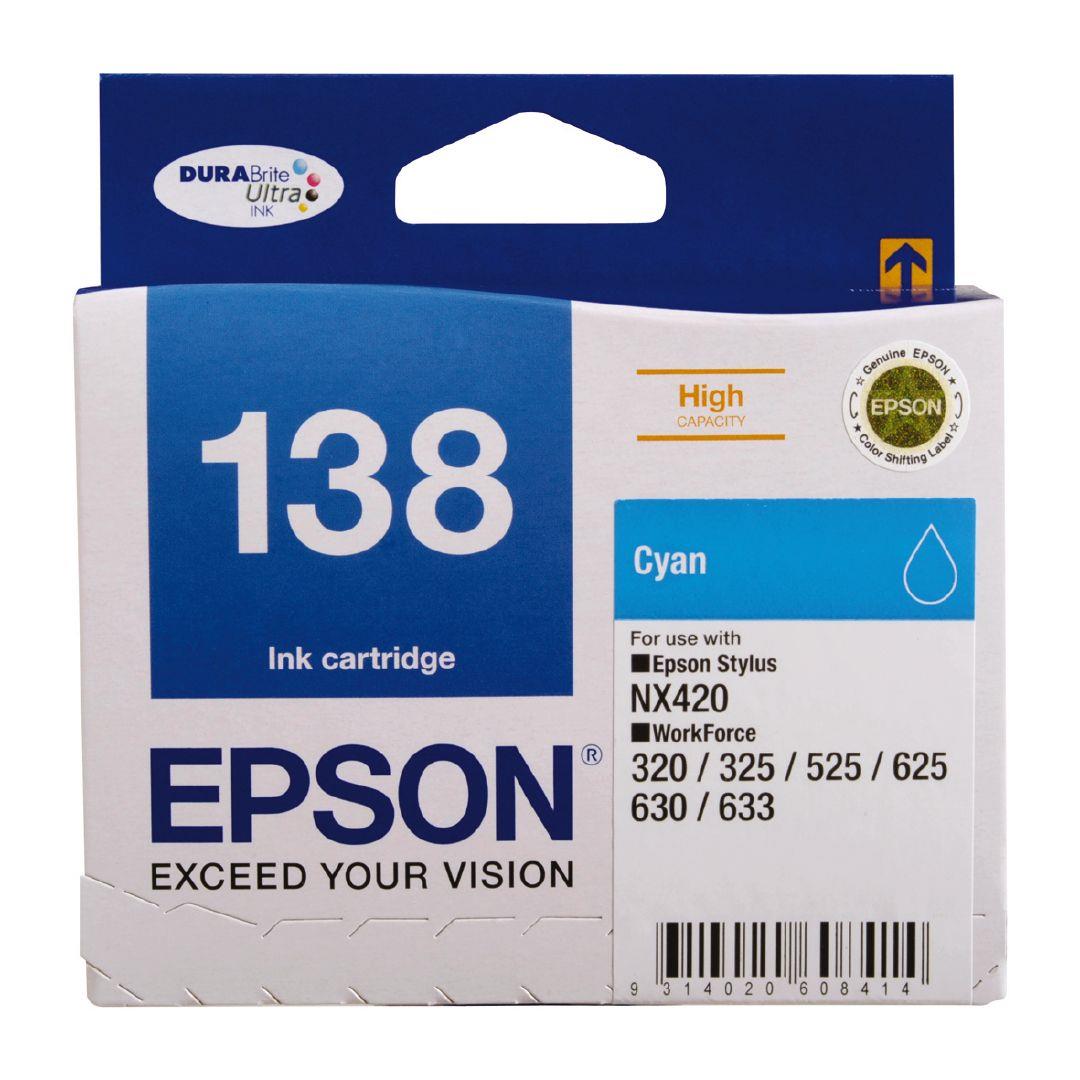 DURABrite
Ultra
INK
138
Ink cartridge
EPSON®
EXCEED YOUR VISION
High
CAPACITY
Genuine EPSON
EPSON
Color Shifting Label
Cyan
For use with
■Epson Stylus
NX420
■WorkForce
320 / 325 / 525 / 625
630 / 633
9 314020 608414